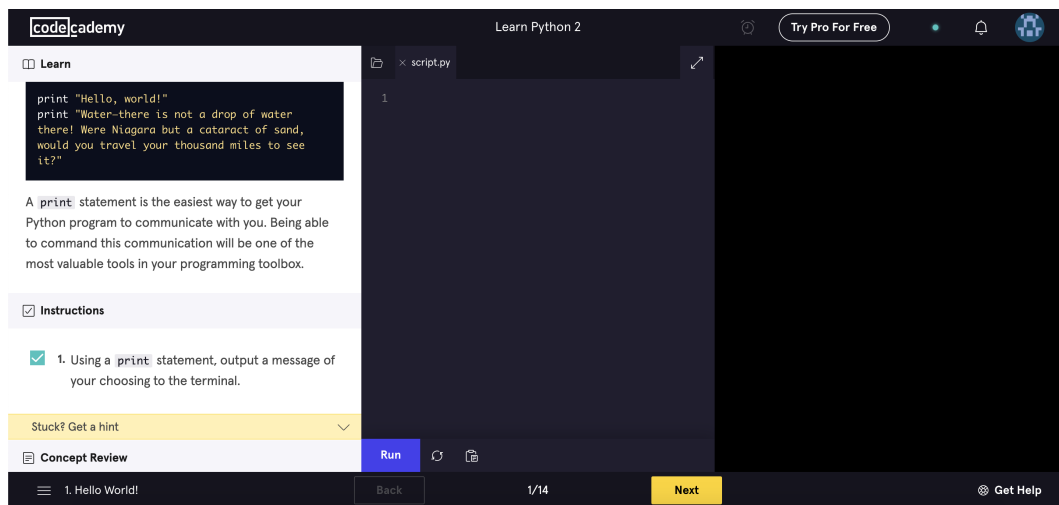 codecademy
Learn Python 2
Try Pro For Free
Learn
print "Hello, world!"
print "Water—there is not a drop of water
there! Were Niagara but a cataract of sand,
would you travel your thousand miles to see
it?"
A print statement is the easiest way to get your
Python program to communicate with you. Being able
to command this communication will be one of the
most valuable tools in your programming toolbox.
Instructions
1. Using a print statement, output a message of
your choosing to the terminal.
Stuck? Get a hint
Concept Review
script.py
1
Run
1. Hello World!
Back
1/14
Next
Get Help